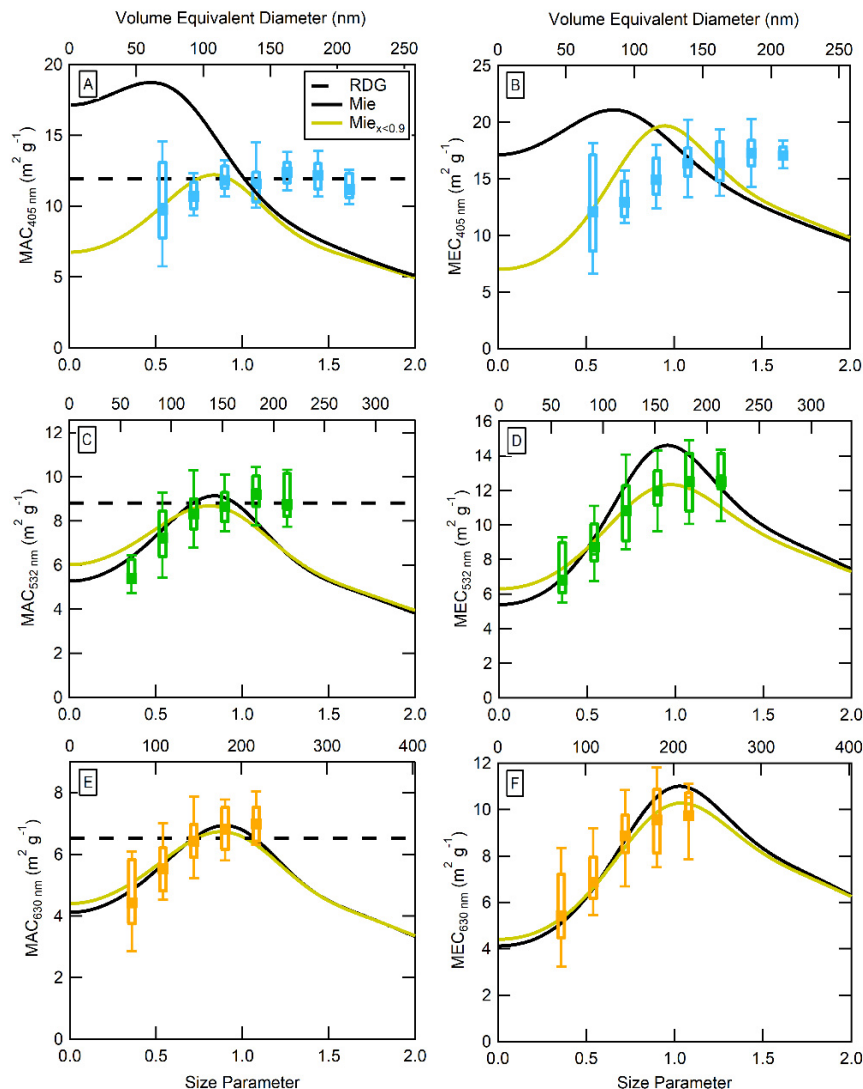 Volume Equivalent Diameter (nm)
0 50 100 150 200 250
A
RDG
Mie
Mie x<0.9
MAC405 nm (m2 g-1)
20
15
10
5
0
0.0 0.5 1.0 1.5 2.0
Volume Equivalent Diameter (nm)
0 50 100 150 200 250
B
MEC405 nm (m2 g-1)
25
20
15
10
5
0
0.0 0.5 1.0 1.5 2.0
0 50 100 150 200 250 300
C
MAC532 nm (m2 g-1)
12
10
8
6
4
2
0
0.0 0.5 1.0 1.5 2.0
0 50 100 150 200 250 300
D
MEC532 nm (m2 g-1)
16
14
12
10
8
6
4
2
0
0.0 0.5 1.0 1.5 2.0
0 100 200 300 400
E
MAC630 nm (m2 g-1)
8
6
4
2
0
0.0 0.5 1.0 1.5 2.0
Size Parameter
0 100 200 300 400
F
MEC630 nm (m2 g-1)
12
10
8
6
4
2
0
0.0 0.5 1.0 1.5 2.0
Size Parameter